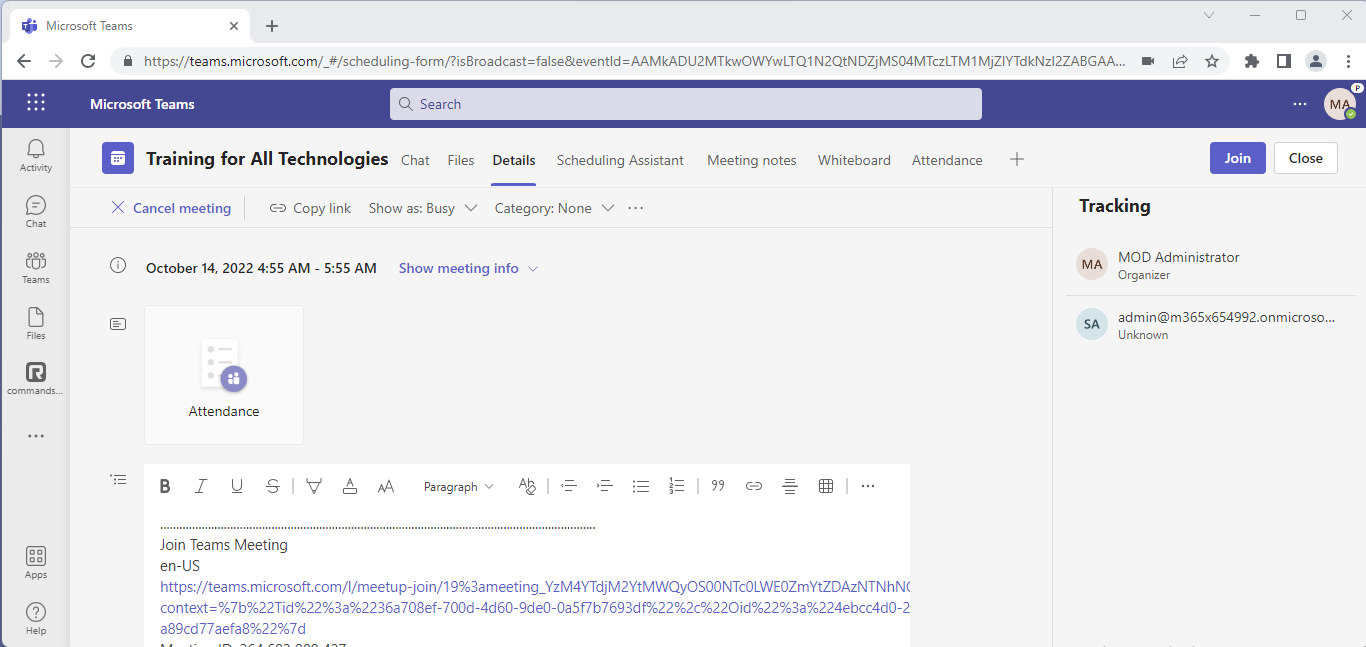 Microsoft Teams
https://teams.microsoft.com/_#/scheduling-form/?isBroadcast=false&eventId=AAMkADU2MTkwOWYwLTQ1N2QtNDZjMS04MTczLTM1MjZlYTdkNzI2ZABGAA...
Microsoft Teams
Search
MA
P
Activity
Chat
Teams
Files
commands...
Apps
Help
Training for All Technologies
Chat Files Details Scheduling Assistant Meeting notes Whiteboard Attendance
Join Close
Cancel meeting Copy link Show as: Busy Category: None
October 14, 2022 4:55 AM - 5:55 AM Show meeting info
Attendance
B I U S A AA Paragraph
Join Teams Meeting
en-US
https://teams.microsoft.com/l/meetup-join/19%3ameeting_YzM4YTdjM2YtMWQyOS00NTc0LWE0ZmYtZDAzNTNhN
context=%7b%22Tid%22%3a%2236a708ef-700d-4d60-9de0-0a5f7b7693df%22%2c%22Oid%22%3a%224ebcc4d0-2
a89cd77aefa8%22%7d
Tracking
MA
MOD Administrator
Organizer
SA
admin@m365x654992.onmicroso...
Unknown